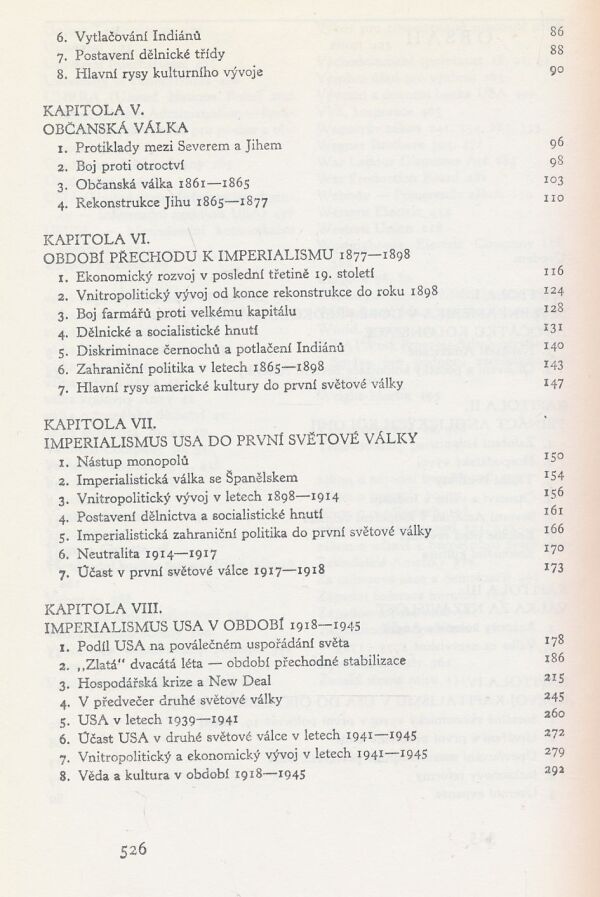 6. Vytlačování Indiánů 86
7. Postavení dělnické třídy 88
8. Hlavní rysy kulturního vývoje 90
KAPITOLA V.
OBČANSKÁ VÁLKA
1. Protiklady mezi Severem a Jihem 96
2. Boj proti otroctví 98
3. Občanská válka 1861—1865 103
4. Rekonstrukce Jihu 1865—1877 110
KAPITOLA VI.
OBDOBÍ PŘECHODU K IMPERIALISMU 1877—1898
1. Ekonomický rozvoj v poslední třetině 19. století 116
2. Vnitropolitický vývoj od konce rekonstrukce do roku 1898 124
3. Boj farmářů proti velkému kapitálu 128
4. Dělnické a socialistické hnutí 131
5. Diskriminace černochů a potlačení Indiánů 140
6. Zahraniční politika v letech 1865—1898 143
7. Hlavní rysy americké kultury do první světové války 147
KAPITOLA VII.
IMPERIALISMUS USA DO PRVNÍ SVĚTOVÉ VÁLKY
1. Nástup monopolů 150
2. Imperialistická válka se Španělskem 154
3. Vnitropolitický vývoj v letech 1898—1914 156
4. Postavení dělnictva a socialistické hnutí 161
5. Imperialistická zahraniční politika do první světové války 166
6. Neutralita 1914—1917 170
7. Účast v první světové válce 1917—1918 173
KAPITOLA VIII.
IMPERIALISMUS USA V OBDOBÍ 1918—1945
1. Podíl USA na poválečném uspořádání světa 178
2. „Zlatá“ dvacátá léta — období přechodné stabilizace 186
3. Hospodářská krize a New Deal 215
4. V předvečer druhé světové války 245
5. USA v letech 1939—1941 260
6. Účast USA v druhé světové válce v letech 1941—1945 272
7. Vnitropolitický a ekonomický vývoj v letech 1941—1945 279
8. Věda a kultura v období 1918—1945 292
526